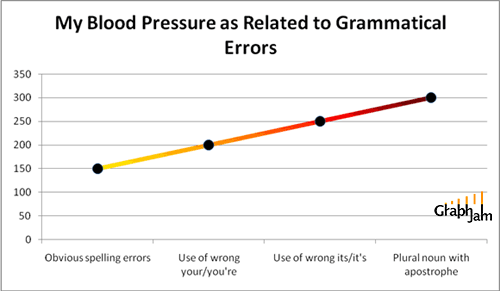 My Blood Pressure as Related to Grammatical
Errors
350
300
250
200
150
100
50
0
Obvious spelling errors
Use of wrong
your/you're
Use of wrong its/it's
Plural noun with
apostrophe
Graph
Jam